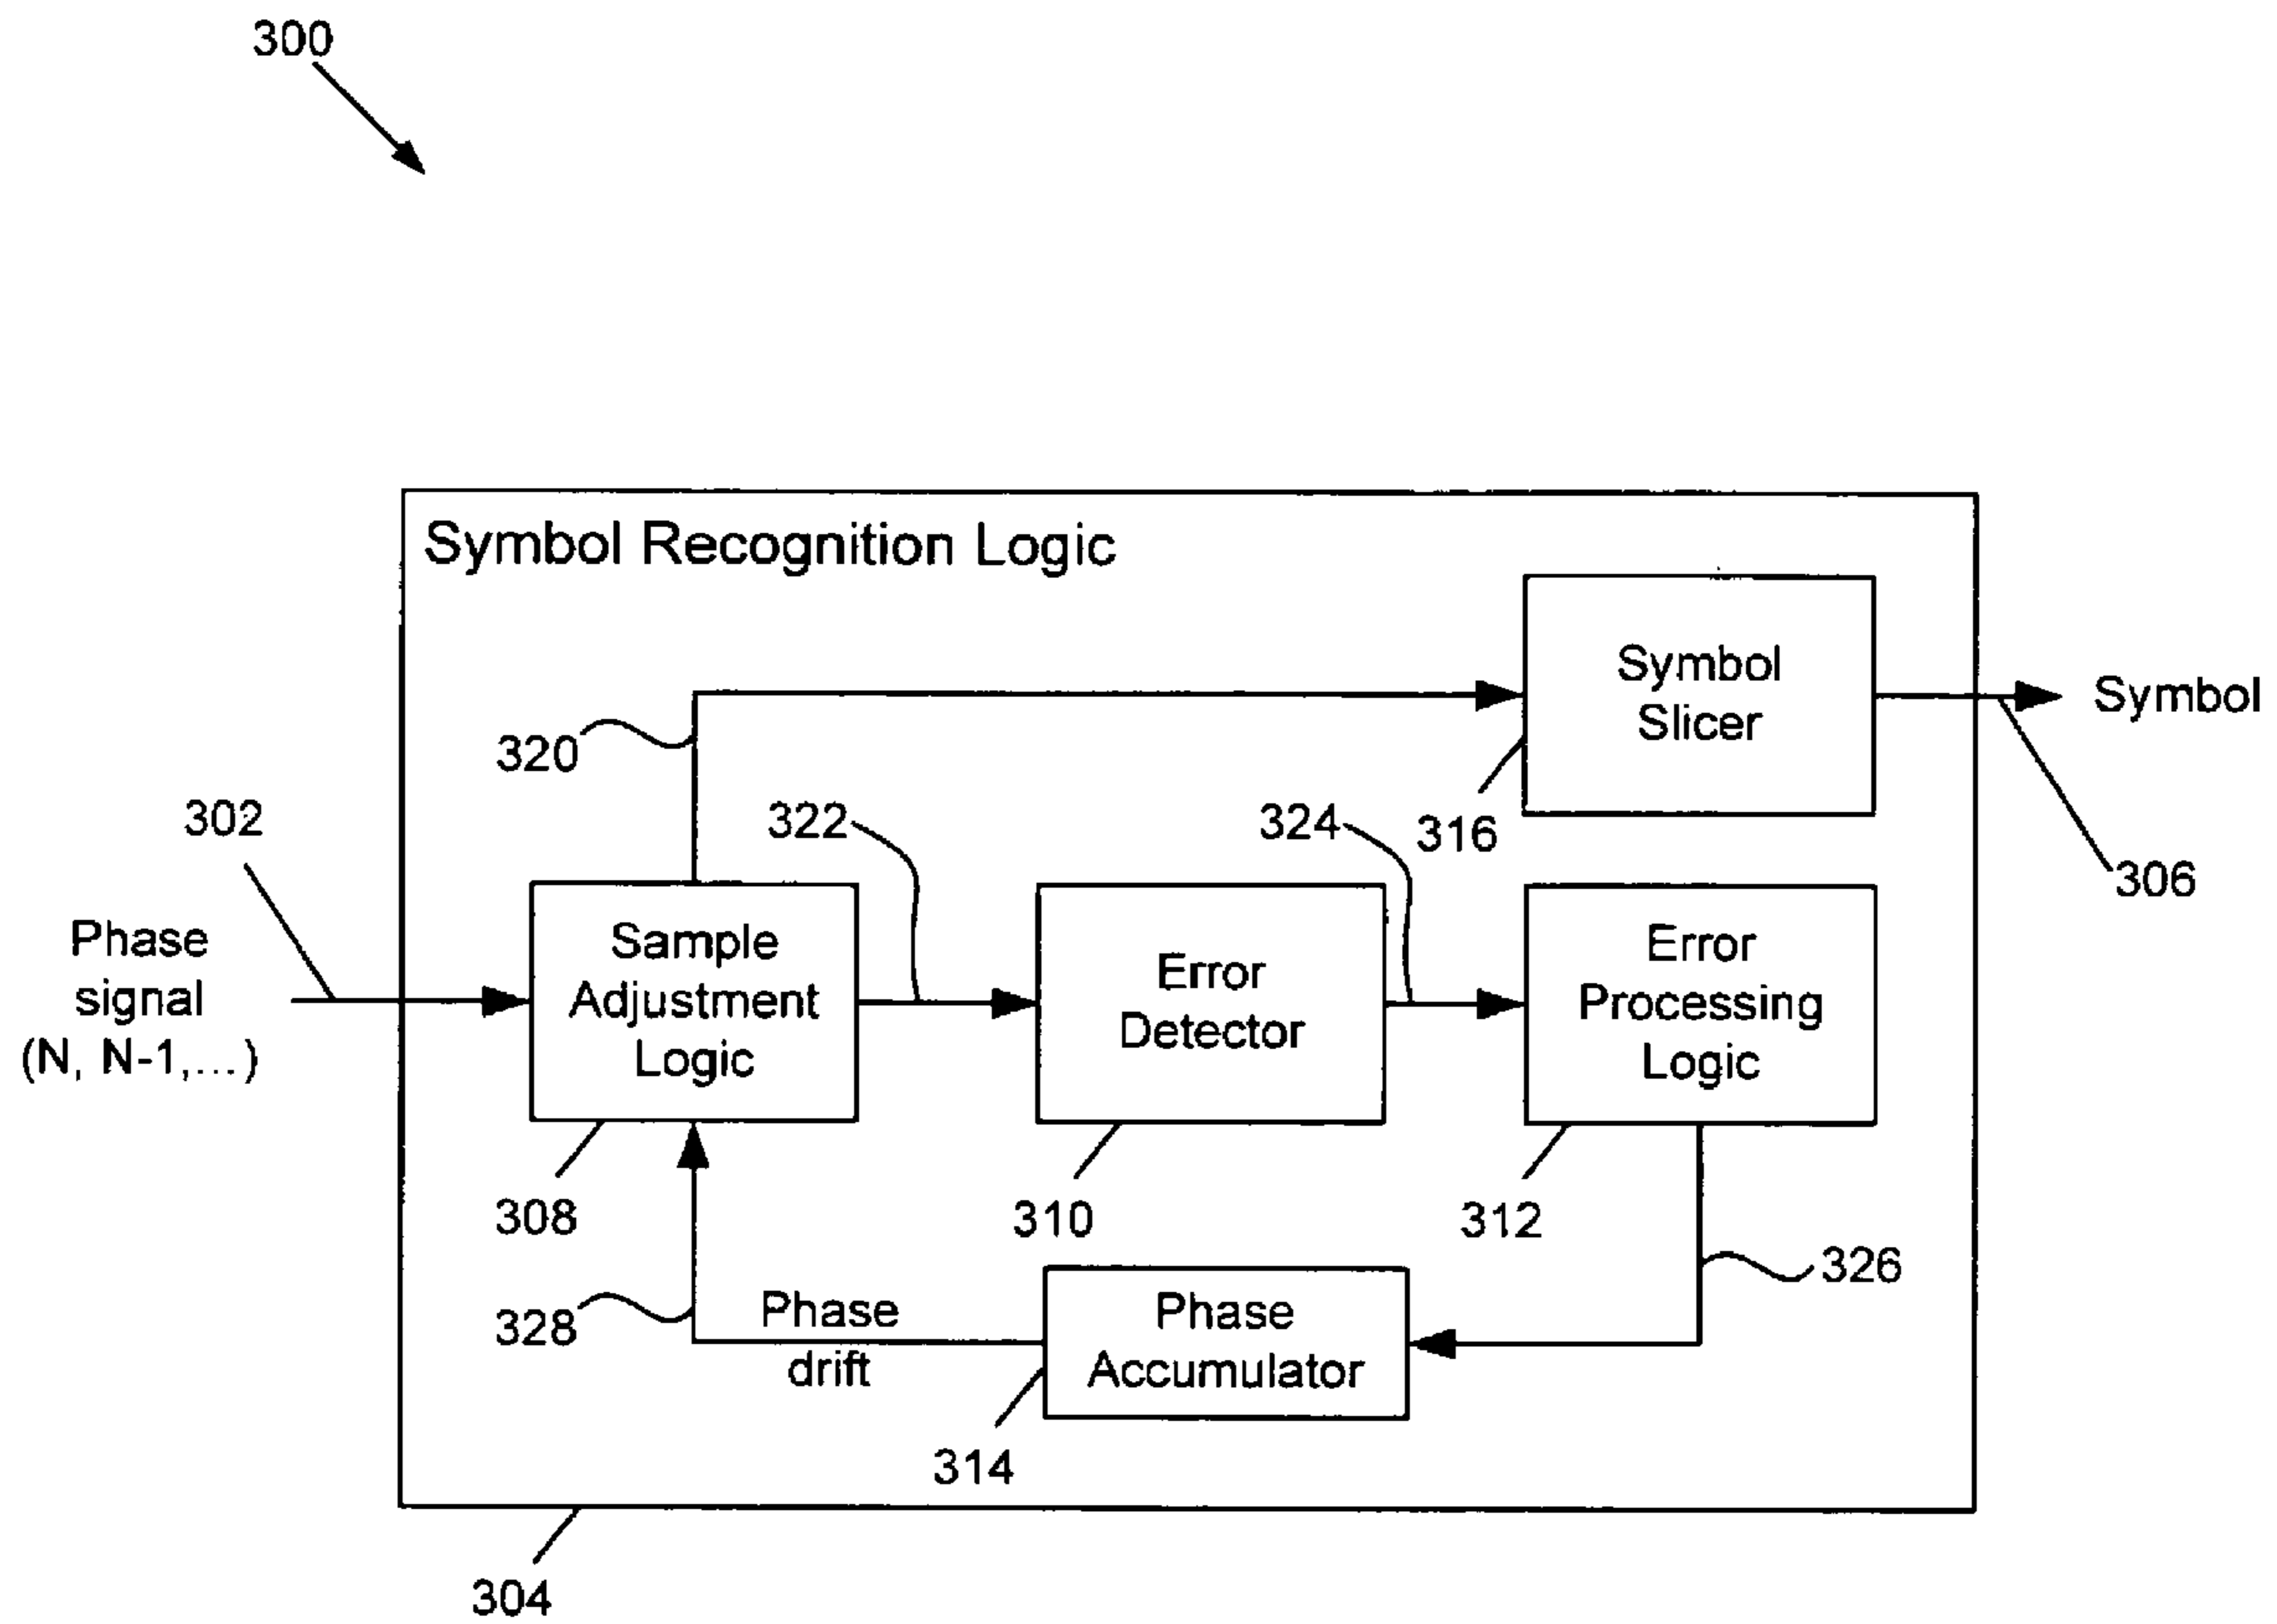 300
Symbol Recognition Logic
Symbol
Slicer
Symbol
320
302
322
324
316
306
Phase
signal
(N, N-1,...)
Sample
Adjustment
Logic
Error
Detector
Error
Processing
Logic
308
310
312
326
328
Phase
drift
Phase
Accumulator
314
304